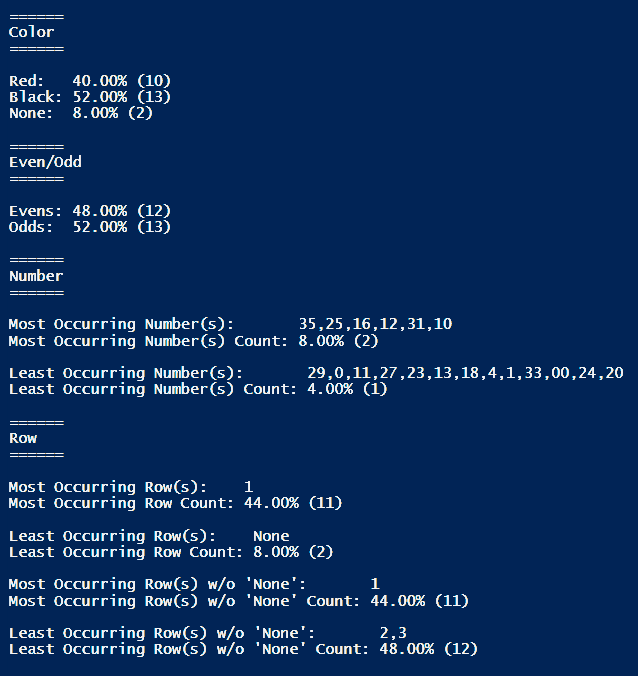 ======
Color
======
Red:   40.00% (10)
Black: 52.00% (13)
None:  8.00% (2)
======
Even/Odd
======
Evens: 48.00% (12)
Odds:  52.00% (13)
======
Number
======
Most Occurring Number(s):       35,25,16,12,31,10
Most Occurring Number(s) Count: 8.00% (2)
Least Occurring Number(s):       29,0,11,27,23,13,18,4,1,33,00,24,20
Least Occurring Number(s) Count: 4.00% (1)
======
Row
======
Most Occurring Row(s):    1
Most Occurring Row Count: 44.00% (11)
Least Occurring Row(s):    None
Least Occurring Row Count: 8.00% (2)
Most Occurring Row(s) w/o 'None':       1
Most Occurring Row(s) w/o 'None' Count: 44.00% (11)
Least Occurring Row(s) w/o 'None':       2,3
Least Occurring Row(s) w/o 'None' Count: 48.00% (12)